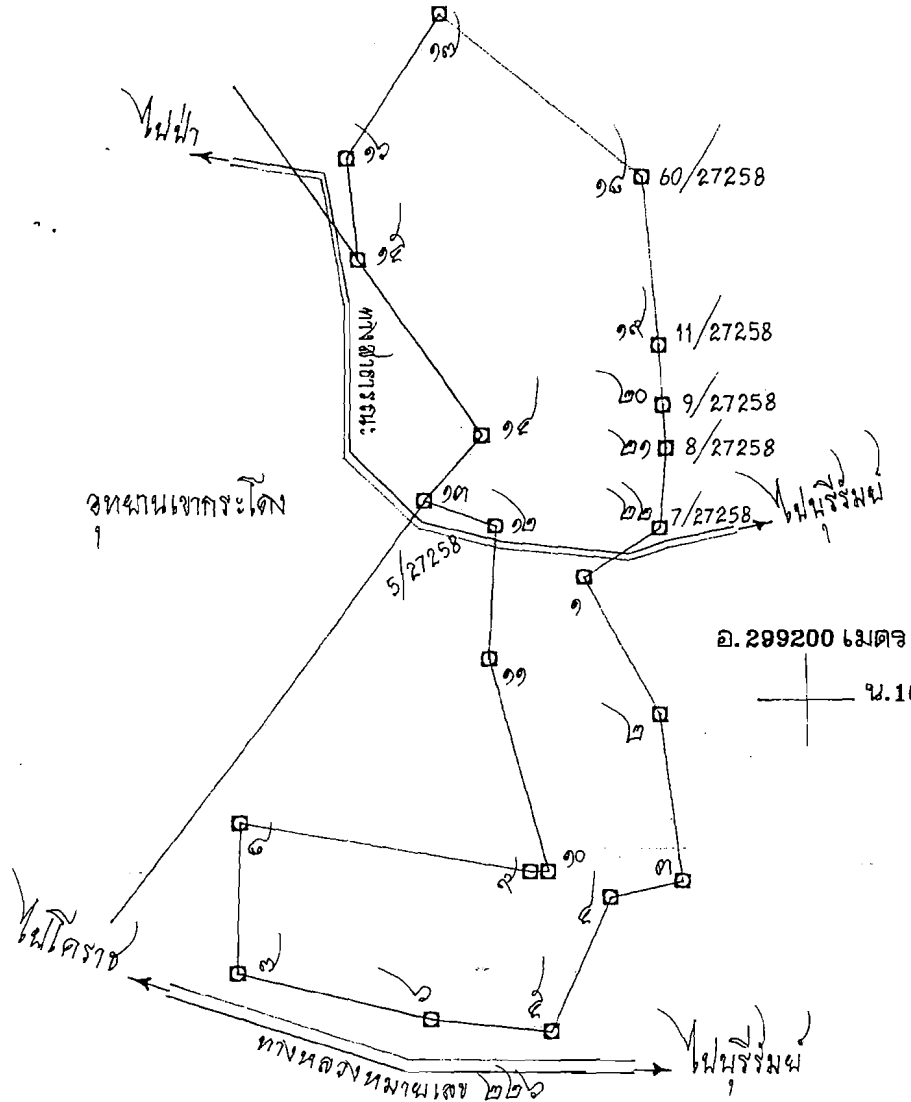 ๑๗
ไปป่า
๑๖
๑๘ 60/27258
๑๕
๑๙ 11/27258
ทางสาธารณะ
๒๐ 9/27258
๑๔
๒๑ 8/27258
๑๓
อุทยานเขากระโดง
๑๒
๒๒ 7/27258
ไปบุรีรัมย์
5/27258
๑
อ. 299200 เมตร
๑๑
น.1
๒
๘
๙ ๑๐
๓
๔
ไปโคราช
๗
๖
๕
ทางหลวงหมายเลข ๒๒๖
ไปบุรีรัมย์